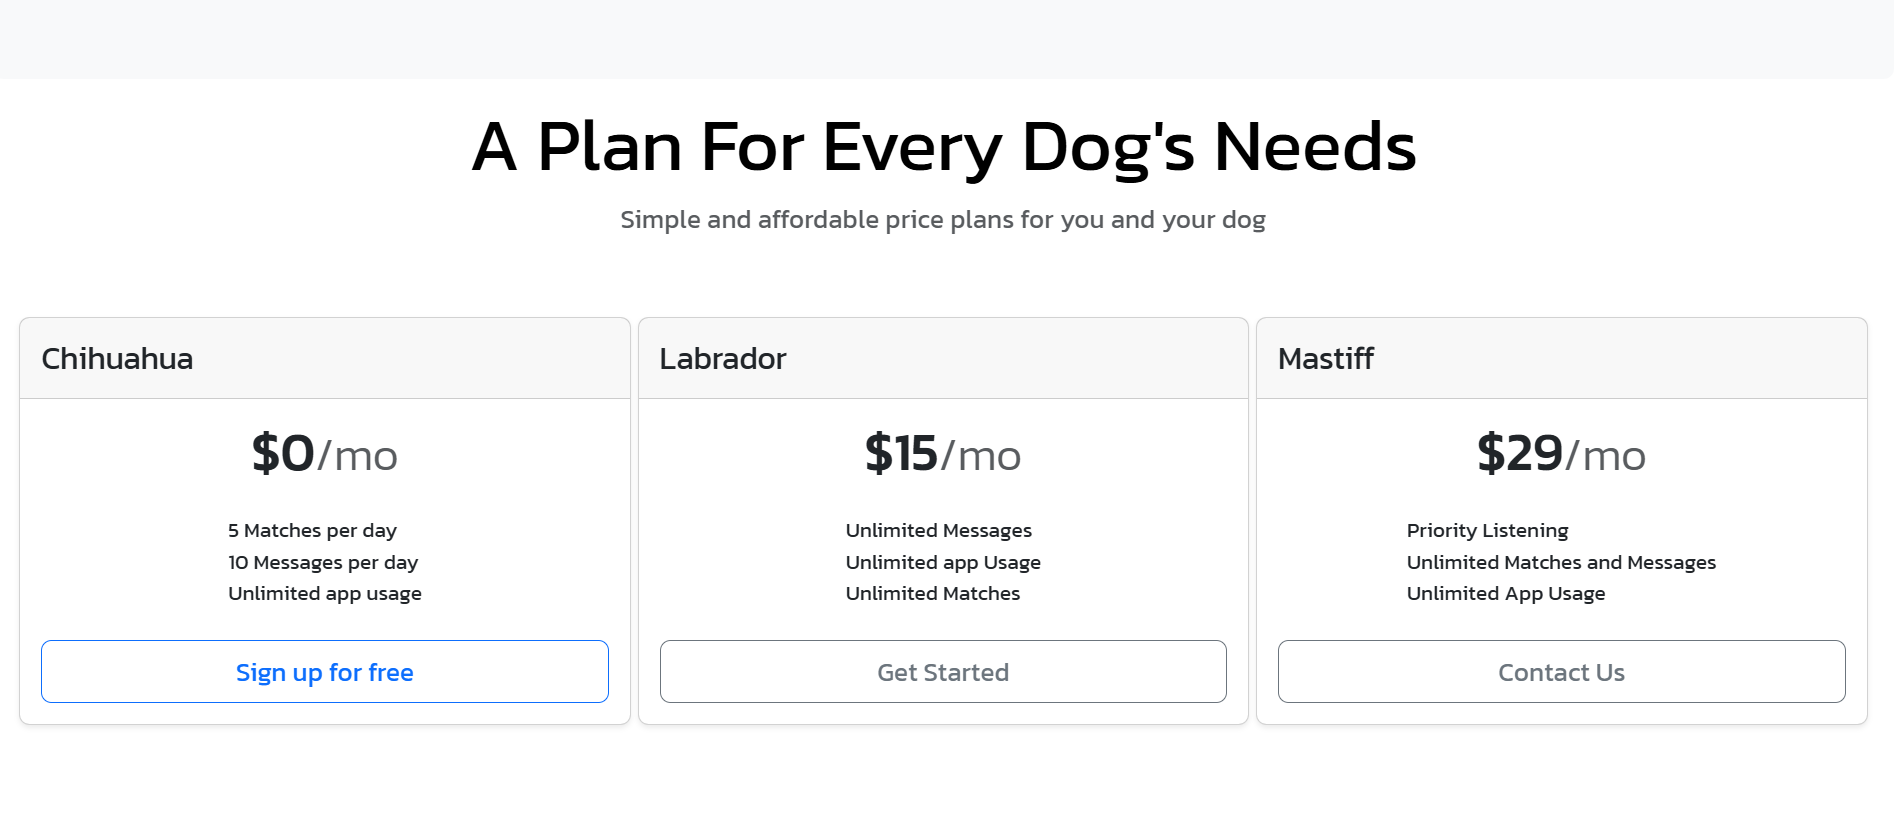 A Plan For Every Dog's Needs
Simple and affordable price plans for you and your dog
Chihuahua
$0/mo
5 Matches per day
10 Messages per day
Unlimited app usage
Sign up for free
Labrador
$15/mo
Unlimited Messages
Unlimited app Usage
Unlimited Matches
Get Started
Mastiff
$29/mo
Priority Listening
Unlimited Matches and Messages
Unlimited App Usage
Contact Us